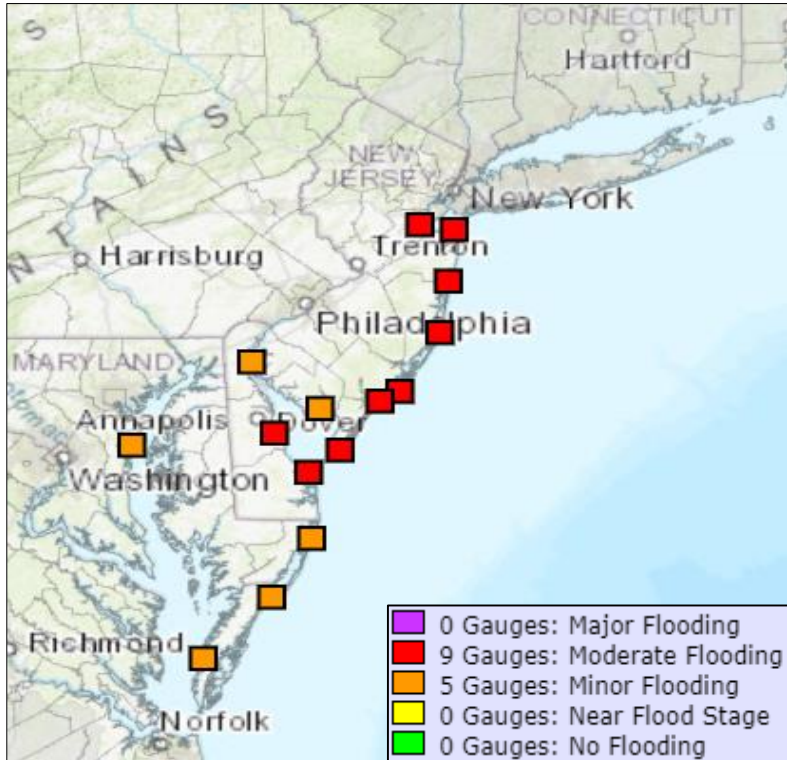 CONNECTICUT
Hartford
NEW
JERSEY
New York
NTAINS
Harrisburg
Trenton
Philadelphia
MARYLAND
Annapolis
Dover
Washington
Richmond
Norfolk
0 Gauges: Major Flooding
9 Gauges: Moderate Flooding
5 Gauges: Minor Flooding
0 Gauges: Near Flood Stage
0 Gauges: No Flooding